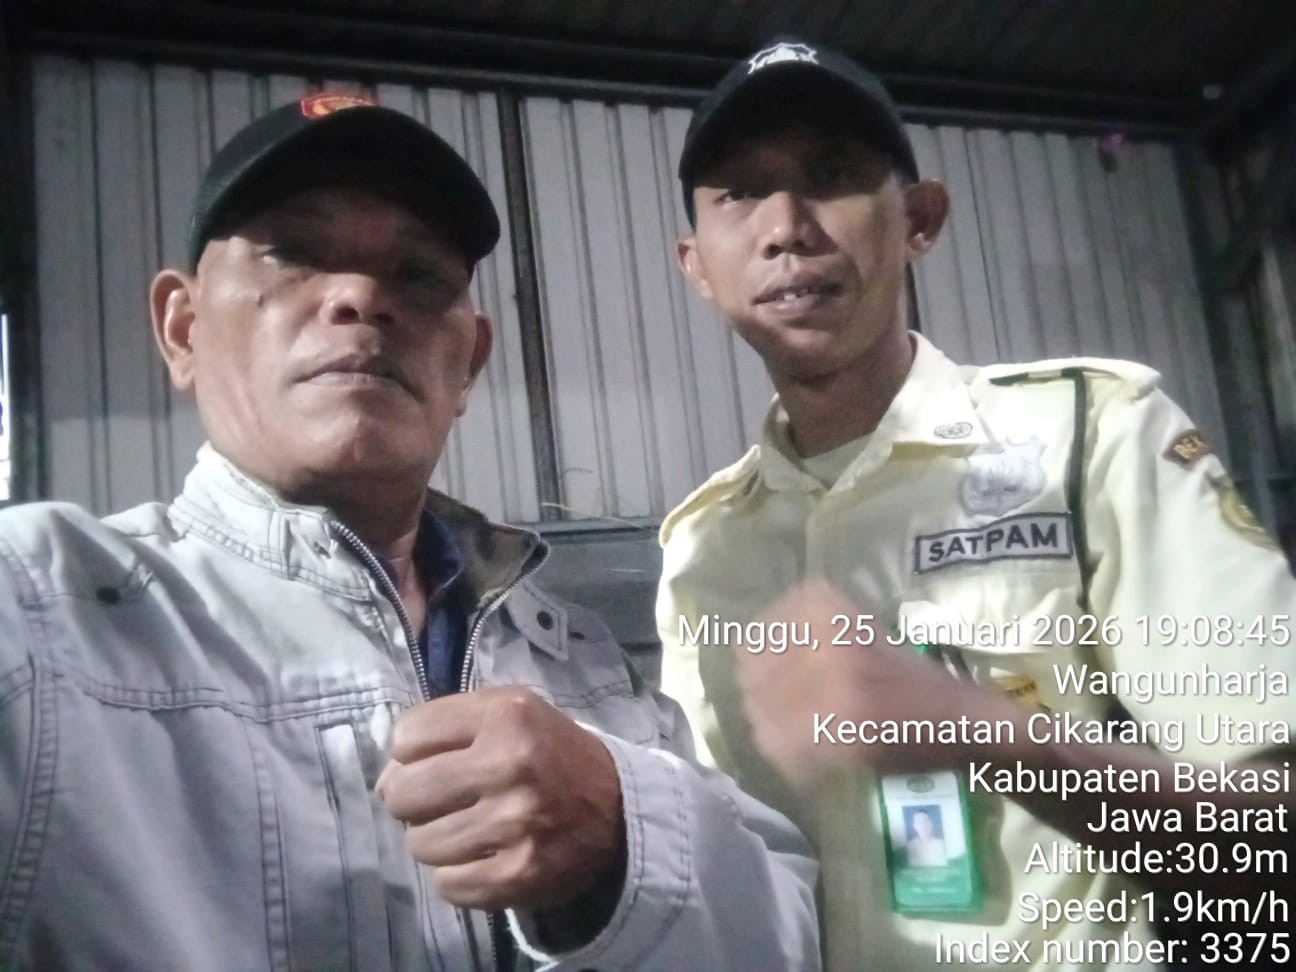 SATPAM
BEK
Minggu, 25 Januari 2026 19:08:45
Wangunharja
Kecamatan Cikarang Utara
Kabupaten Bekasi
Jawa Barat
Altitude:30.9m
Speed:1.9km/h
Index number: 3375